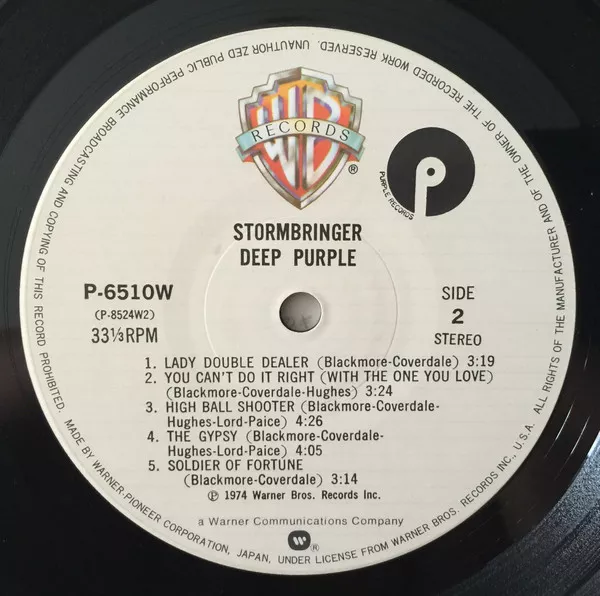 WB
RECORDS
®
P
PURPLE RECORDS
STORMBRINGER
DEEP PURPLE
P-6510W
(P-8524W2)
33⅓RPM
SIDE
2
STEREO
1. LADY DOUBLE DEALER (Blackmore-Coverdale) 3:19
2. YOU CAN'T DO IT RIGHT (WITH THE ONE YOU LOVE)
(Blackmore-Coverdale-Hughes) 3:24
3. HIGH BALL SHOOTER (Blackmore-Coverdale-
Hughes-Lord-Paice) 4:26
4. THE GYPSY (Blackmore-Coverdale-
Hughes-Lord-Paice) 4:05
5. SOLDIER OF FORTUNE
(Blackmore-Coverdale) 3:14
℗ 1974 Warner Bros. Records Inc.
a Warner Communications Company
®
MADE BY WARNER-PIONEER CORPORATION, JAPAN, UNDER LICENSE FROM WARNER BROS. RECORDS INC., U.S.A. ALL RIGHTS OF THE MANUFACTURER AND OF THE OWNER OF THE RECORDED WORK RESERVED. UNAUTHORIZED PUBLIC PERFORMANCE BROADCASTING AND COPYING OF THIS RECORD PROHIBITED.